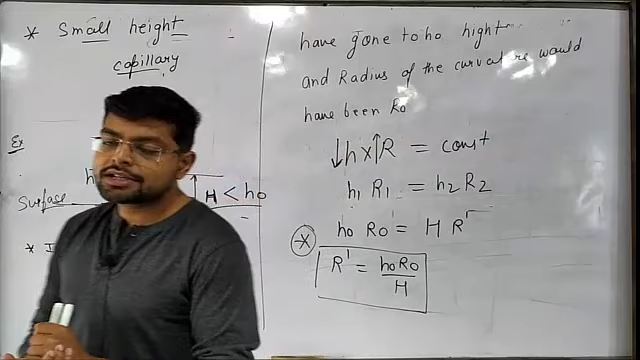 * Small height
capillary
Ex
Surface
h
H < ho
*
have gone to ho hight
and Radius of the curvature would
have been Ro
↓h×↑R = const
h₁ R₁ = h₂ R₂
ho Ro = H R'
*
R' = hoRo
H